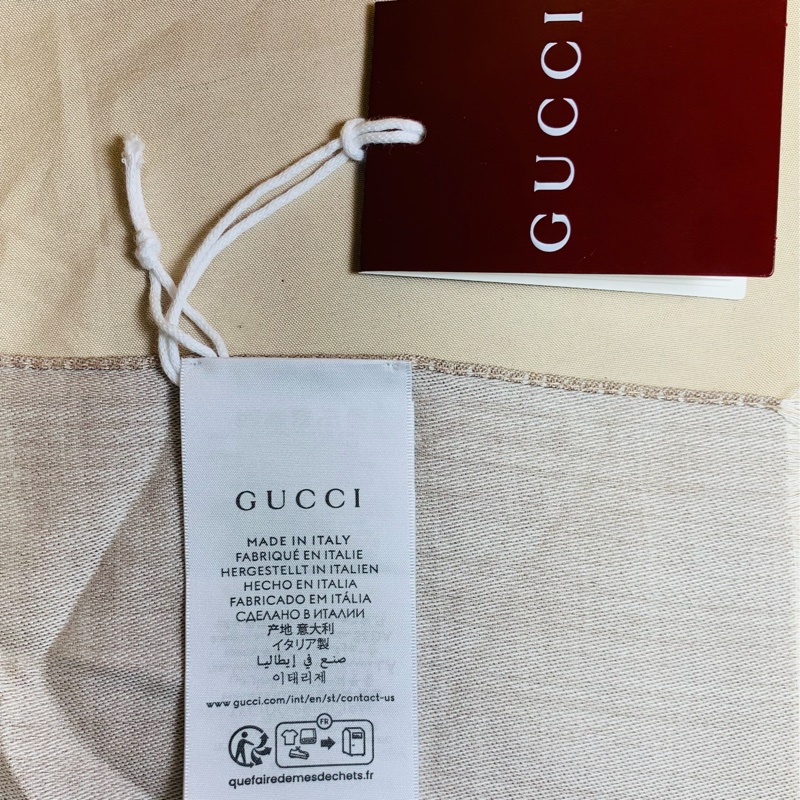 GUCCI
GUCCI
MADE IN ITALY
FABRIQUÉ EN ITALIE
HERGESTELLT IN ITALIEN
HECHO EN ITALIA
FABRICADO EM ITÁLIA
СДЕЛАНО В ИТАЛИИ
产地 意大利
イタリア製
صنع في إيطاليا
이태리제
www.gucci.com/int/en/st/contact-us
FR
quefairedemesdechets.fr